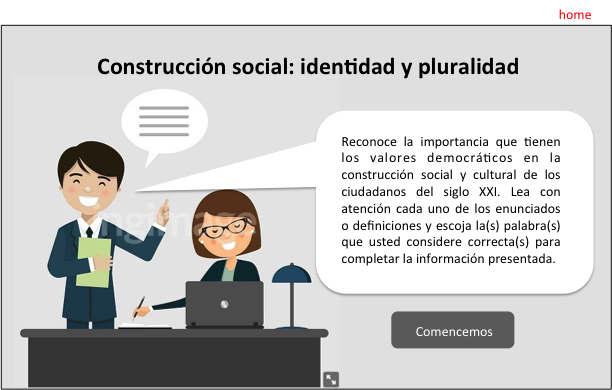 home
Construcción social: identidad y pluralidad
Reconoce la importancia que tienen
los valores democráticos en la
construcción social y cultural de los
ciudadanos del siglo XXI. Lea con
atención cada uno de los enunciados
o definiciones y escoja la(s) palabra(s)
que usted considere correcta(s) para
completar la información presentada.
ingimage
Comencemos